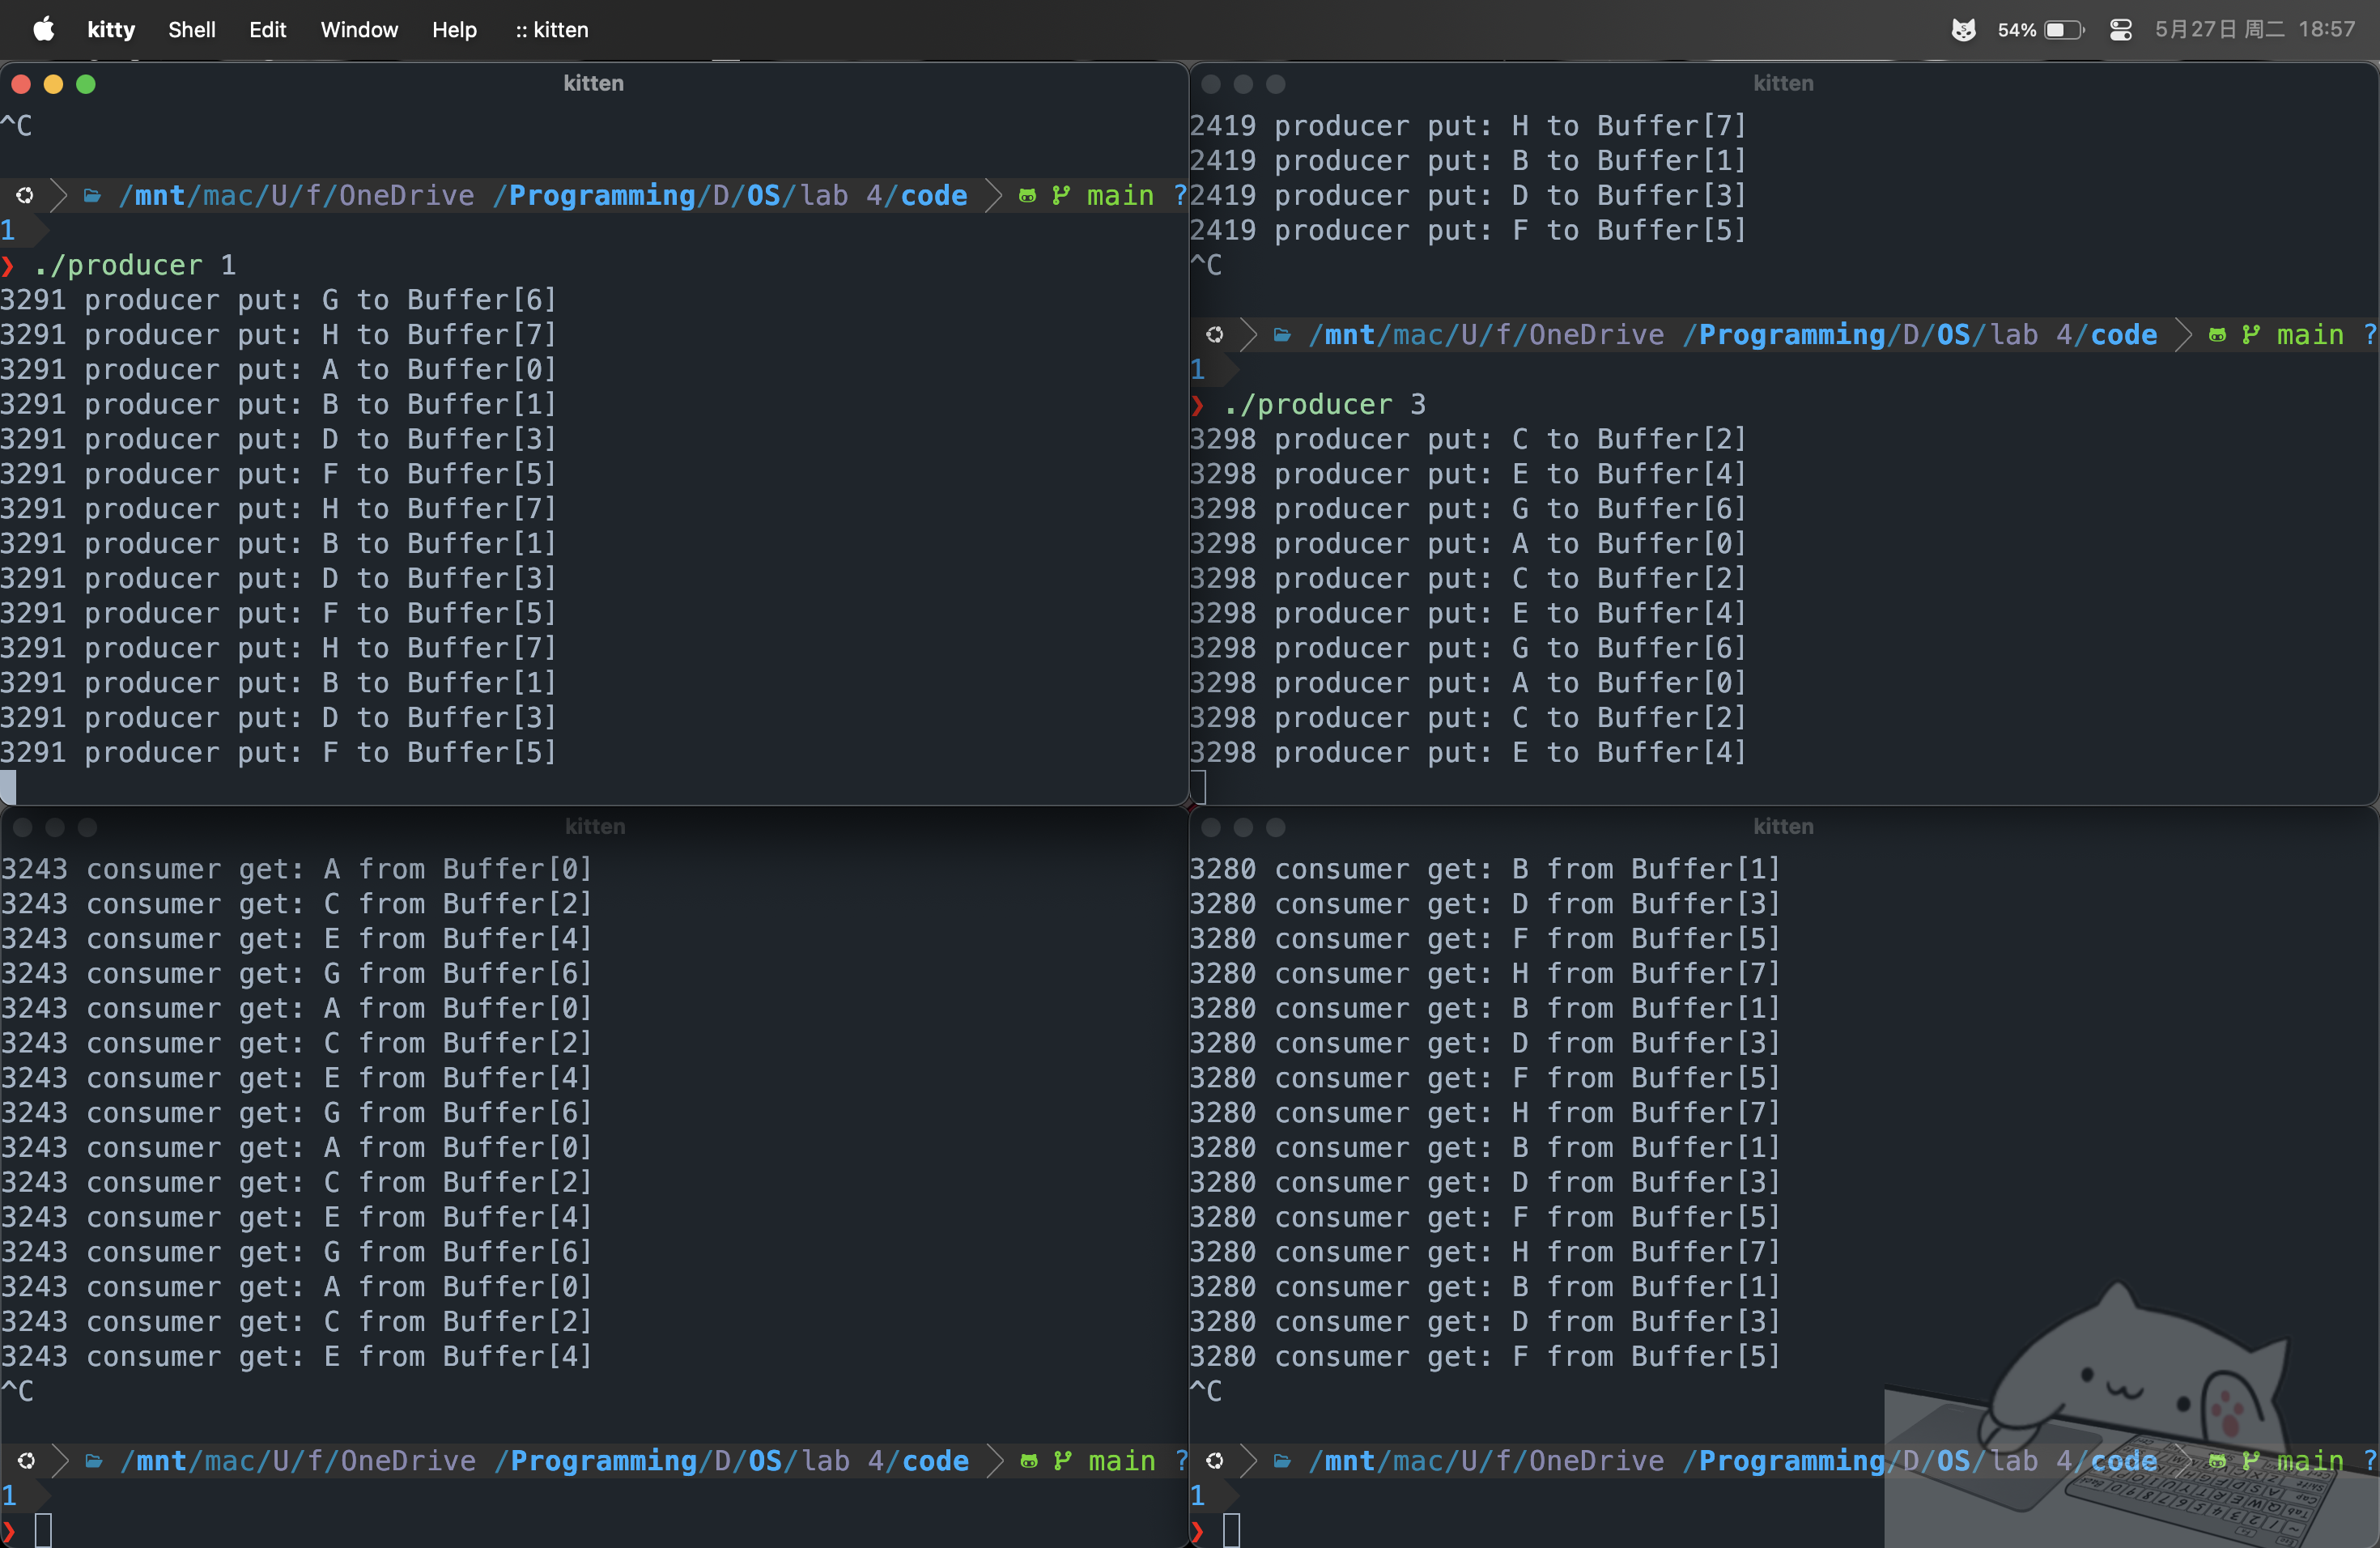 kitty Shell Edit Window Help :: kitten 54% 5月27日 周二 18:57
kitten
^C
/mnt/mac/U/f/OneDrive /Programming/D/OS/lab 4/code main ?
1
❯ ./producer 1
3291 producer put: G to Buffer[6]
3291 producer put: H to Buffer[7]
3291 producer put: A to Buffer[0]
3291 producer put: B to Buffer[1]
3291 producer put: D to Buffer[3]
3291 producer put: F to Buffer[5]
3291 producer put: H to Buffer[7]
3291 producer put: B to Buffer[1]
3291 producer put: D to Buffer[3]
3291 producer put: F to Buffer[5]
3291 producer put: H to Buffer[7]
3291 producer put: B to Buffer[1]
3291 producer put: D to Buffer[3]
3291 producer put: F to Buffer[5]
kitten
2419 producer put: H to Buffer[7]
2419 producer put: B to Buffer[1]
2419 producer put: D to Buffer[3]
2419 producer put: F to Buffer[5]
^C
/mnt/mac/U/f/OneDrive /Programming/D/OS/lab 4/code main ?
1
❯ ./producer 3
3298 producer put: C to Buffer[2]
3298 producer put: E to Buffer[4]
3298 producer put: G to Buffer[6]
3298 producer put: A to Buffer[0]
3298 producer put: C to Buffer[2]
3298 producer put: E to Buffer[4]
3298 producer put: G to Buffer[6]
3298 producer put: A to Buffer[0]
3298 producer put: C to Buffer[2]
3298 producer put: E to Buffer[4]
kitten
3243 consumer get: A from Buffer[0]
3243 consumer get: C from Buffer[2]
3243 consumer get: E from Buffer[4]
3243 consumer get: G from Buffer[6]
3243 consumer get: A from Buffer[0]
3243 consumer get: C from Buffer[2]
3243 consumer get: E from Buffer[4]
3243 consumer get: G from Buffer[6]
3243 consumer get: A from Buffer[0]
3243 consumer get: C from Buffer[2]
3243 consumer get: E from Buffer[4]
3243 consumer get: G from Buffer[6]
3243 consumer get: A from Buffer[0]
3243 consumer get: C from Buffer[2]
3243 consumer get: E from Buffer[4]
^C
/mnt/mac/U/f/OneDrive /Programming/D/OS/lab 4/code main ?
1
❯
kitten
3280 consumer get: B from Buffer[1]
3280 consumer get: D from Buffer[3]
3280 consumer get: F from Buffer[5]
3280 consumer get: H from Buffer[7]
3280 consumer get: B from Buffer[1]
3280 consumer get: D from Buffer[3]
3280 consumer get: F from Buffer[5]
3280 consumer get: H from Buffer[7]
3280 consumer get: B from Buffer[1]
3280 consumer get: D from Buffer[3]
3280 consumer get: F from Buffer[5]
3280 consumer get: H from Buffer[7]
3280 consumer get: B from Buffer[1]
3280 consumer get: D from Buffer[3]
3280 consumer get: F from Buffer[5]
^C
/mnt/mac/U/f/OneDrive /Programming/D/OS/lab 4/code main ?
1
❯